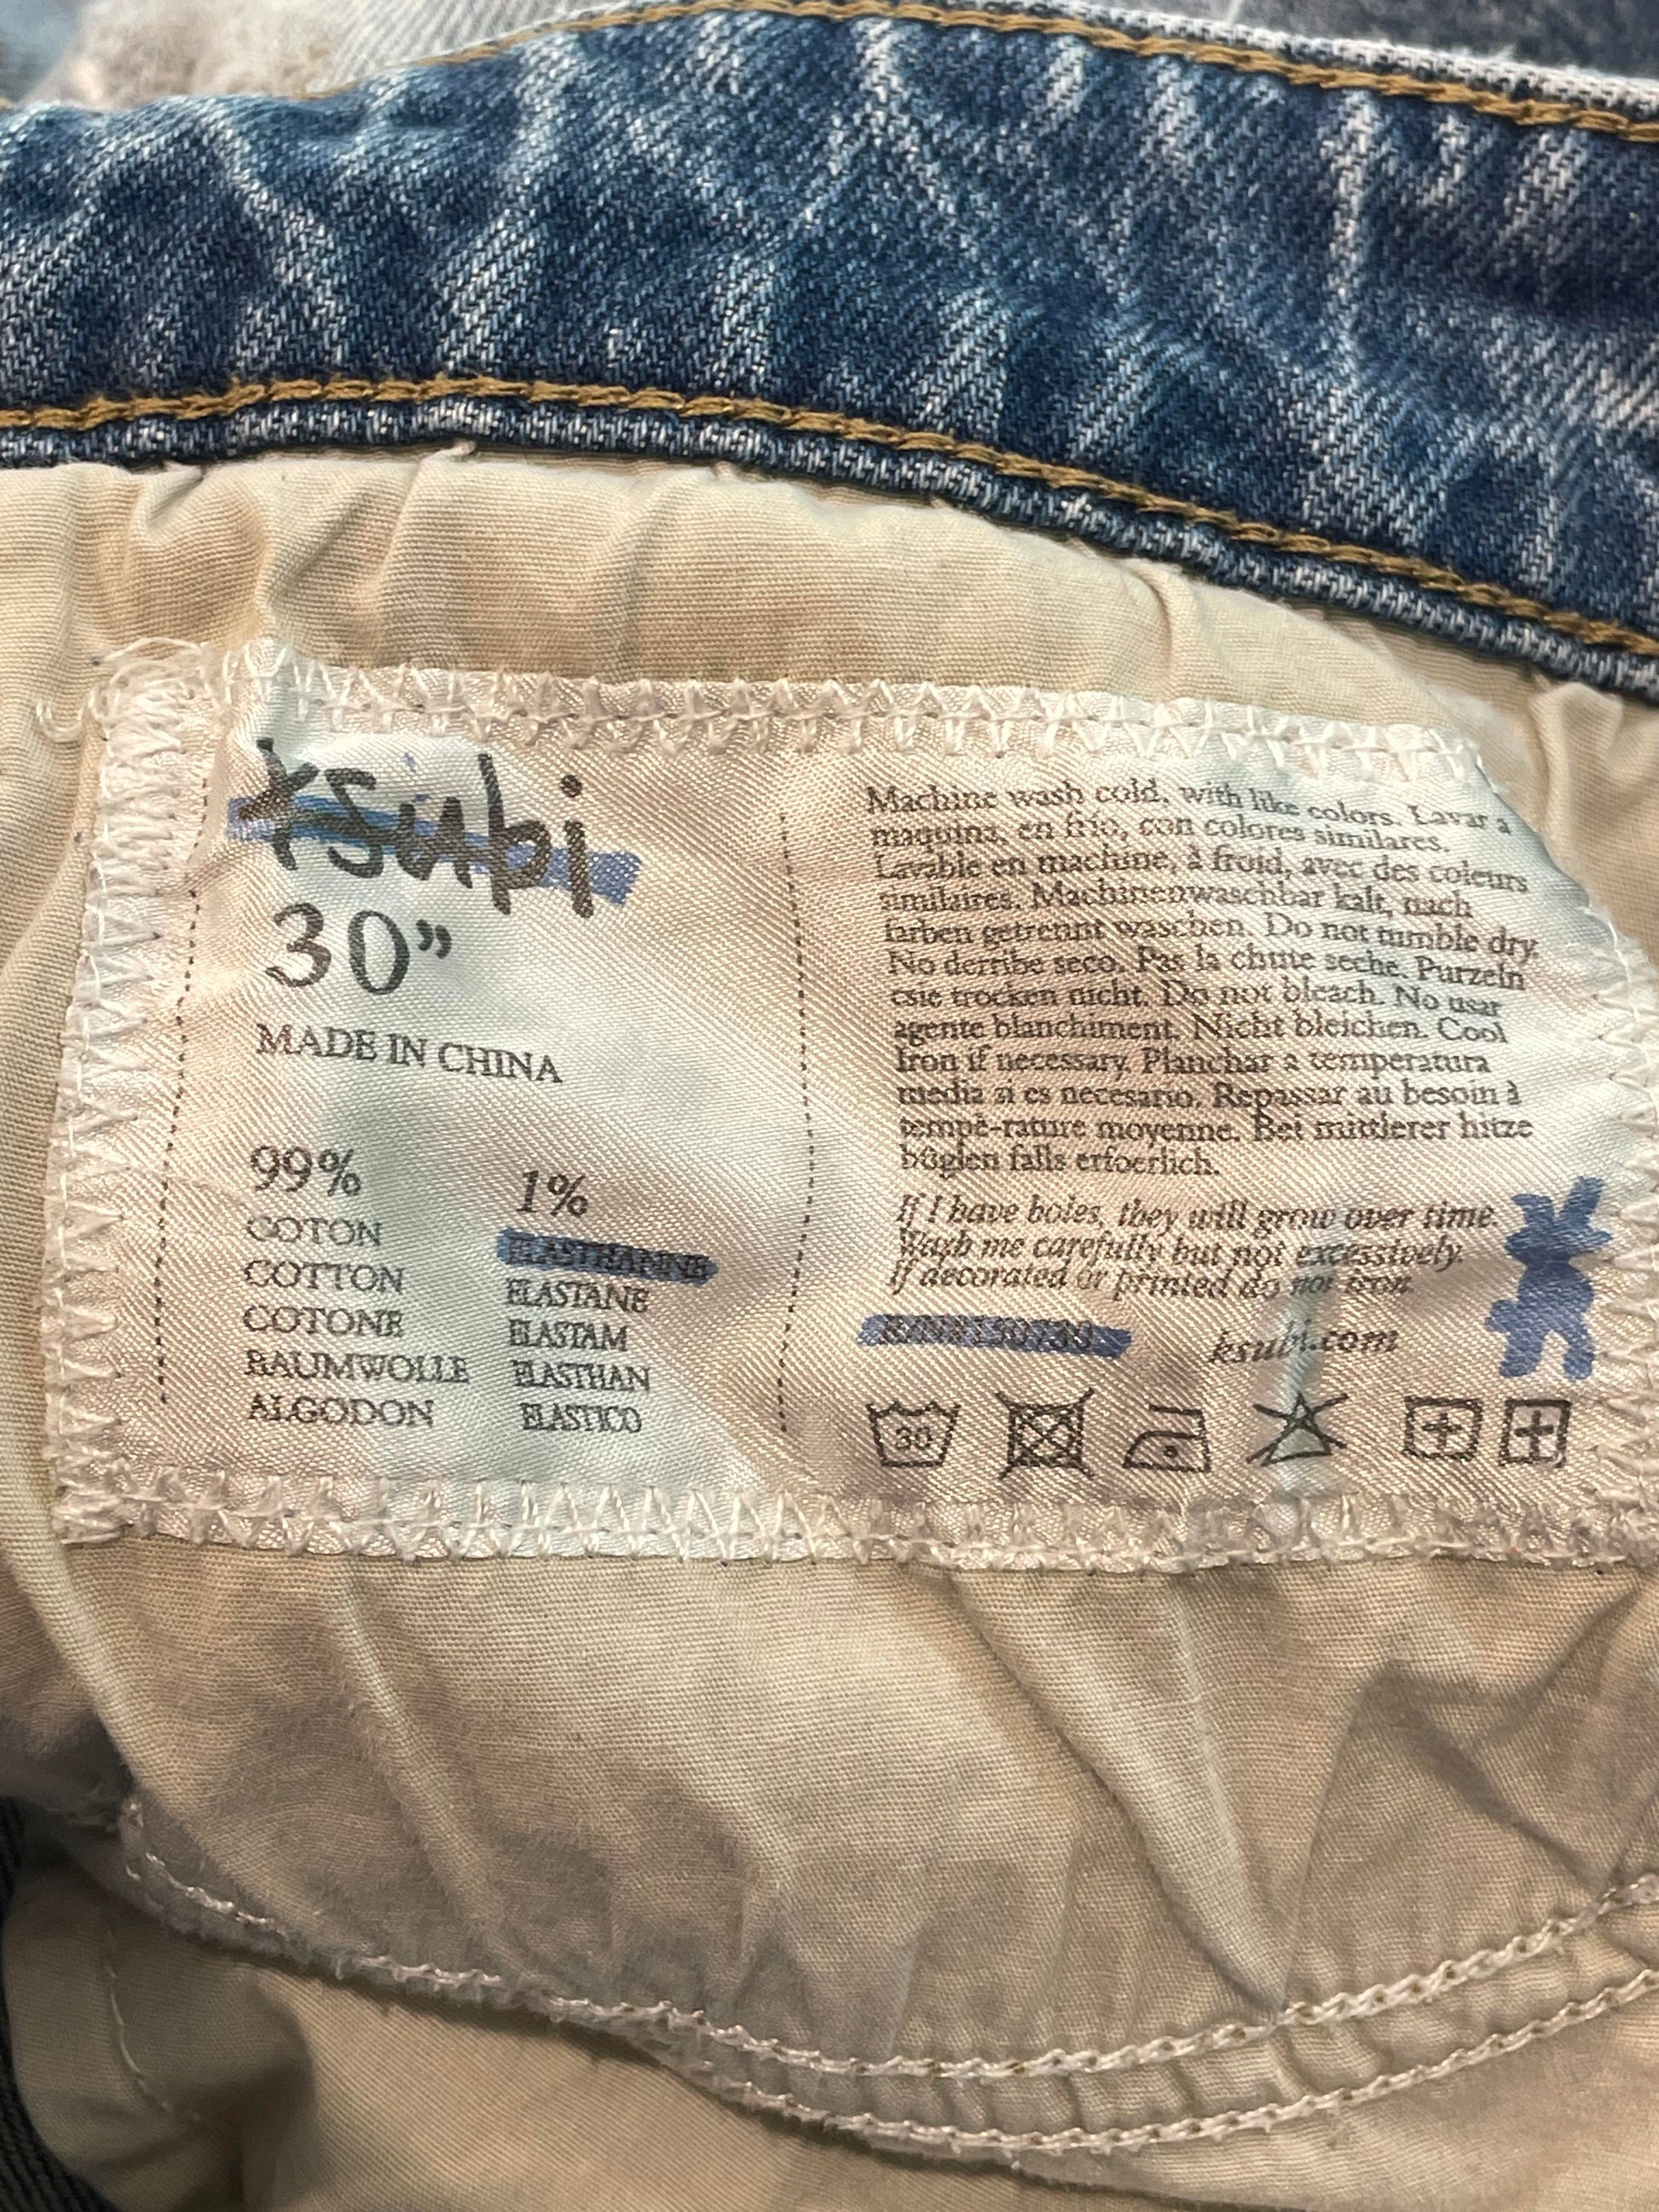 ksubi
30”
MADE IN CHINA
99%
COTON
COTTON
COTONE
BAUMWOLLE
ALGODON
1%
ELASTHANNE
ELASTANE
ELASTAM
ELASTHAN
ELASTICO
Machine wash cold, with like colors. Lavar a
maquina, en frio, con colores similares.
Lavable en machine, à froid, avec des coleurs
similaires. Machinenwaschbar kalt, nach
farben getrennt waschen. Do not tumble dry.
No derribe seco. Pas la chute seche. Purzeln
csie trocken nicht. Do not bleach. No usar
agente blanchiment. Nicht bleichen. Cool
Iron if necessary. Planchar a temperatura
media si es necesario. Repassar au besoin à
tempé-rature moyenne. Bei mittlerer hitze
büglen falls erfoerlich.
If I have holes, they will grow over time.
Wash me carefully but not excessively.
If decorated or printed do not iron.
ksubi.com
30